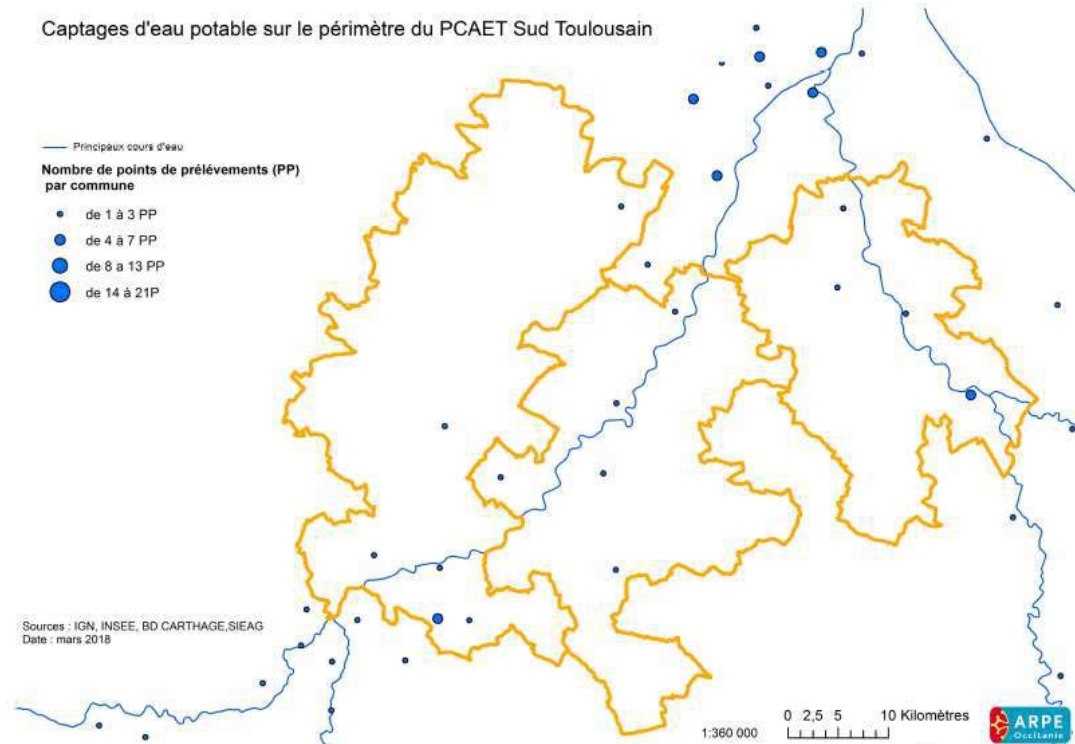 Captages d'eau potable sur le périmètre du PCAET Sud Toulousain
Principaux cours d'eau
Nombre de points de prélévements (PP)
par commune
de 1 à 3 PP
de 4 à 7 PP
de 8 a 13 PP
de 14 à 21P
Sources : IGN, INSEE, BD CARTHAGE,SIEAG
Date : mars 2018
1:360 000
0 2,5 5 10 Kilomètres
ARPE
Occitanie